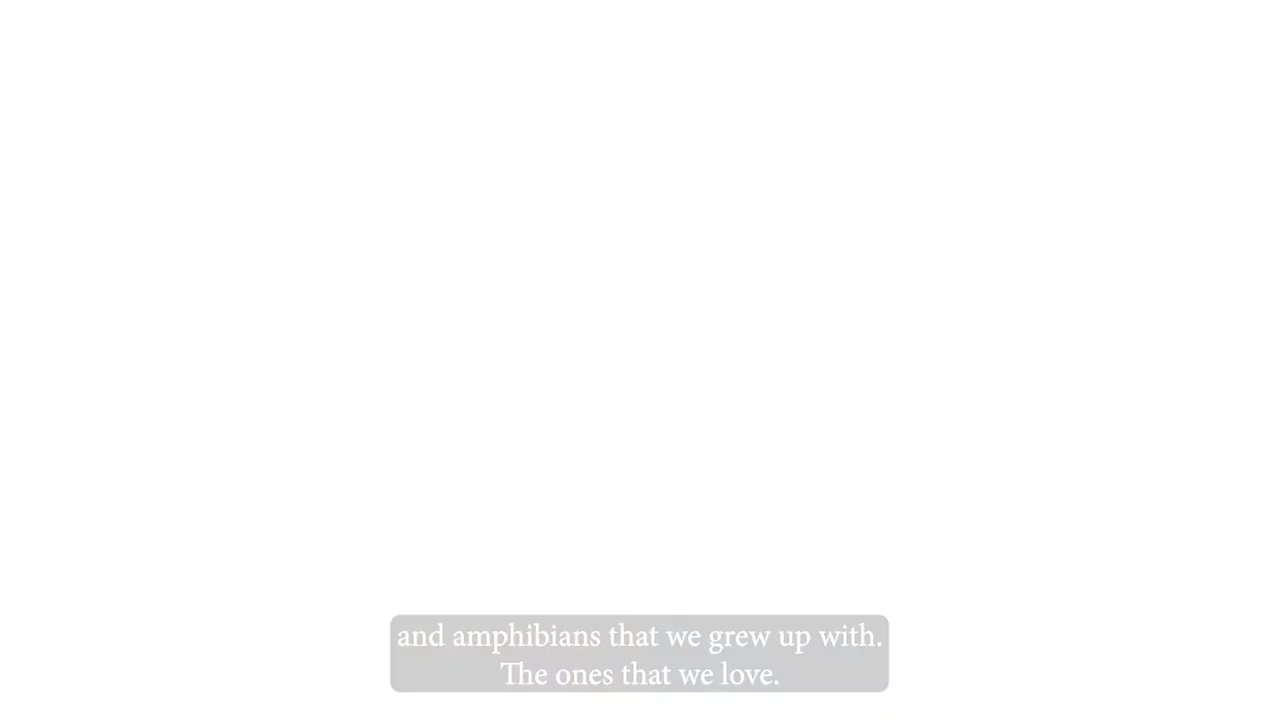 and amphibians that we grew up with.
The ones that we love.